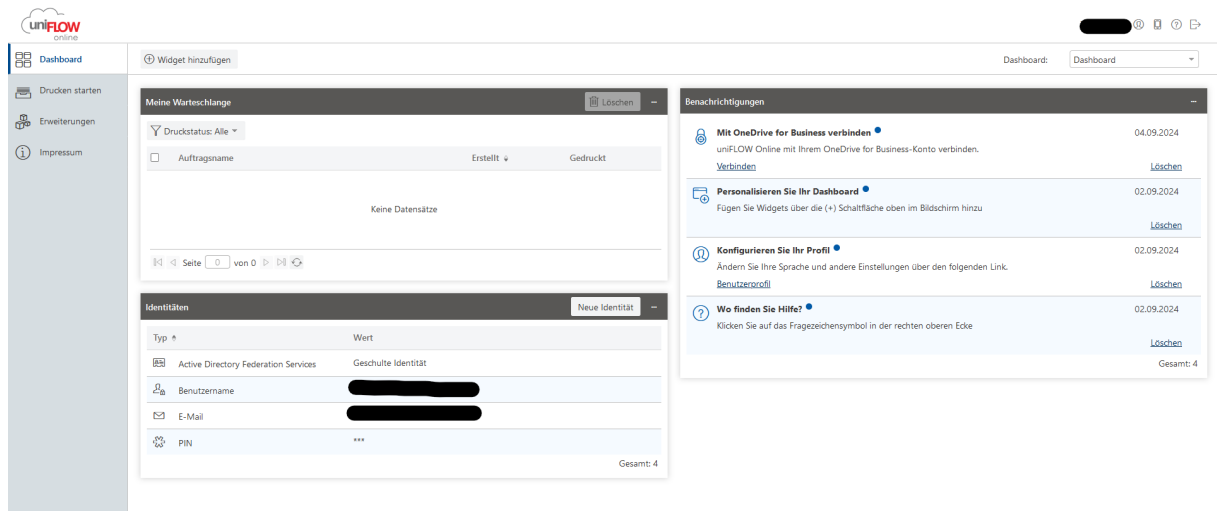 uniFLOW
online
Dashboard
Drucken starten
Erweiterungen
Impressum
Widget hinzufügen
Dashboard:
Dashboard
Meine Warteschlange
Löschen
Druckstatus: Alle
Auftragsname Erstellt Gedruckt
Keine Datensätze
Seite 0 von 0
Identitäten
Neue Identität
Typ Wert
Active Directory Federation Services Geschulte Identität
Benutzername
E-Mail
PIN ***
Gesamt: 4
Benachrichtigungen
Mit OneDrive for Business verbinden 04.09.2024
uniFLOW Online mit Ihrem OneDrive for Business-Konto verbinden.
Verbinden Löschen
Personalisieren Sie Ihr Dashboard 02.09.2024
Fügen Sie Widgets über die (+) Schaltfläche oben im Bildschirm hinzu
Löschen
Konfigurieren Sie Ihr Profil 02.09.2024
Ändern Sie Ihre Sprache und andere Einstellungen über den folgenden Link.
Benutzerprofil Löschen
Wo finden Sie Hilfe? 02.09.2024
Klicken Sie auf das Fragezeichensymbol in der rechten oberen Ecke
Löschen
Gesamt: 4